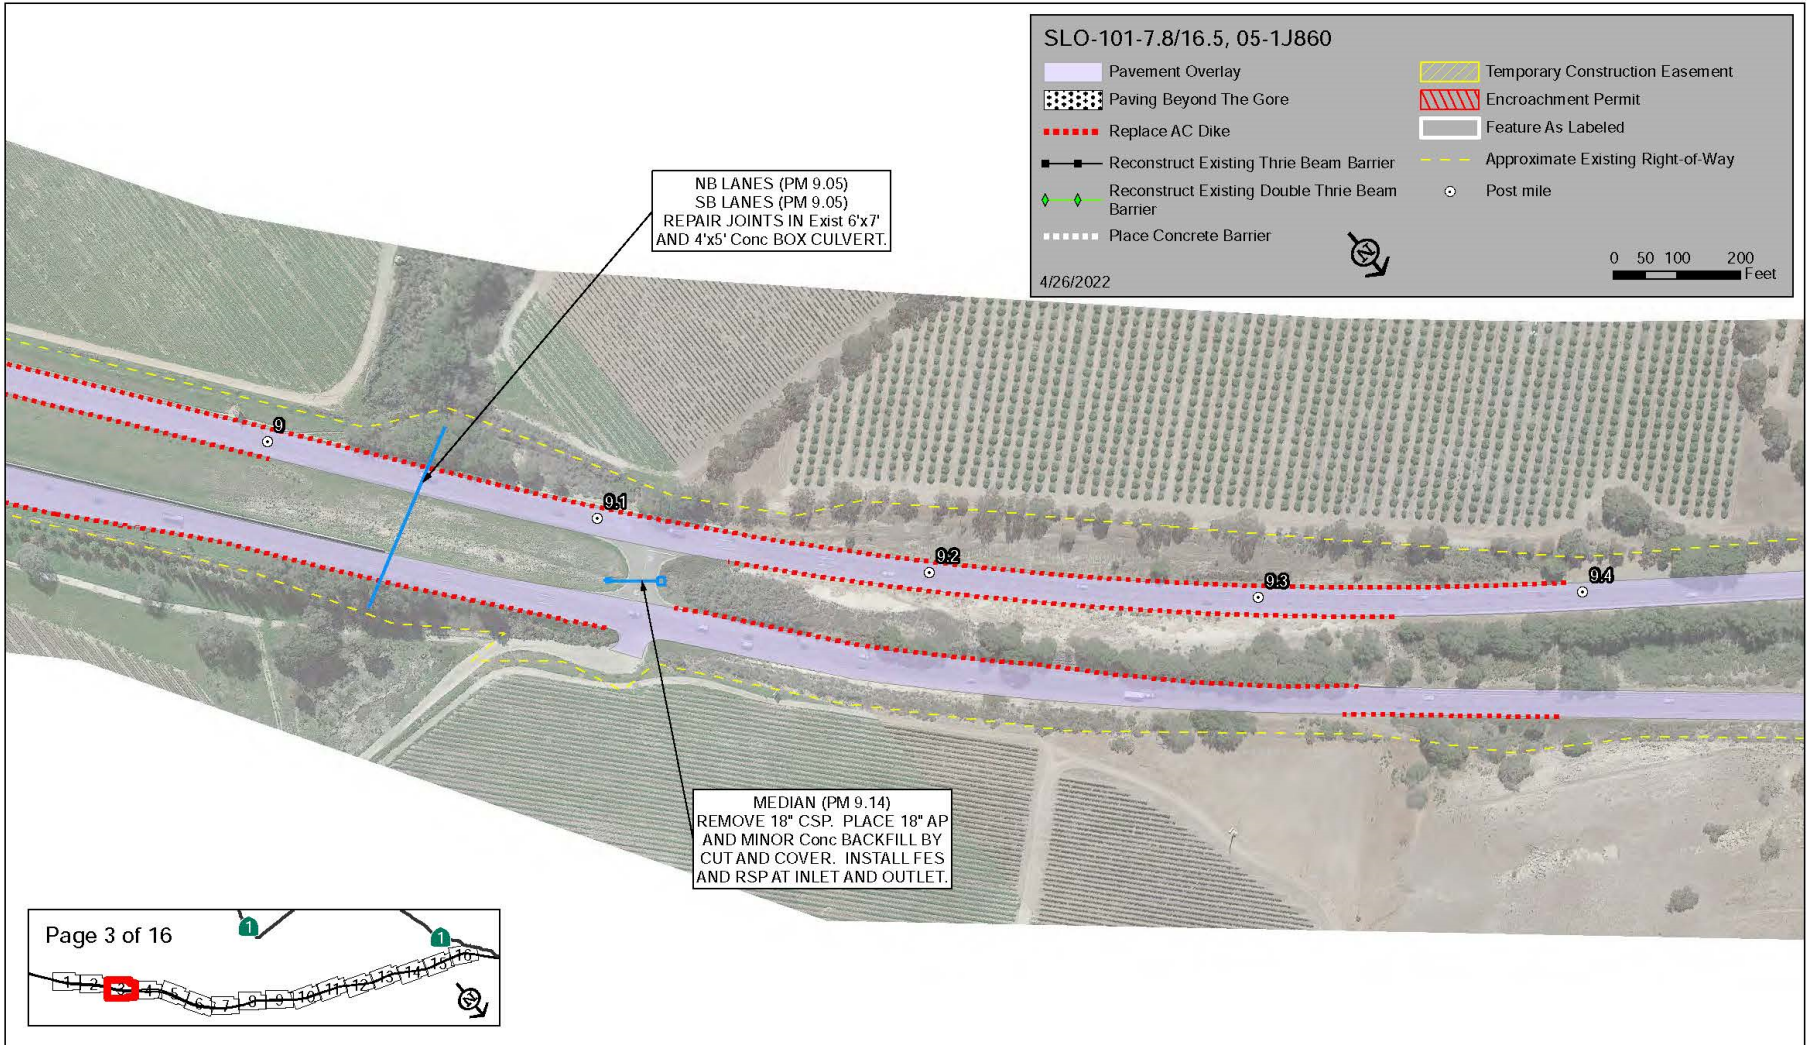 SLO-101-7.8/16.5, 05-1J860
Pavement Overlay
Paving Beyond The Gore
Replace AC Dike
Reconstruct Existing Thrie Beam Barrier
Reconstruct Existing Double Thrie Beam
Barrier
Place Concrete Barrier
Temporary Construction Easement
Encroachment Permit
Feature As Labeled
Approximate Existing Right-of-Way
Post mile
N
0 50 100 200
Feet
4/26/2022
NB LANES (PM 9.05)
SB LANES (PM 9.05)
REPAIR JOINTS IN Exist 6'x7'
AND 4'x5' Conc BOX CULVERT.
9
9.1
9.2
9.3
9.4
MEDIAN (PM 9.14)
REMOVE 18" CSP. PLACE 18" AP
AND MINOR Conc BACKFILL BY
CUT AND COVER. INSTALL FES
AND RSP AT INLET AND OUTLET.
Page 3 of 16
1
1
1 2 3 4 5 6 7 8 9 10 11 12 13 14 15 16
N